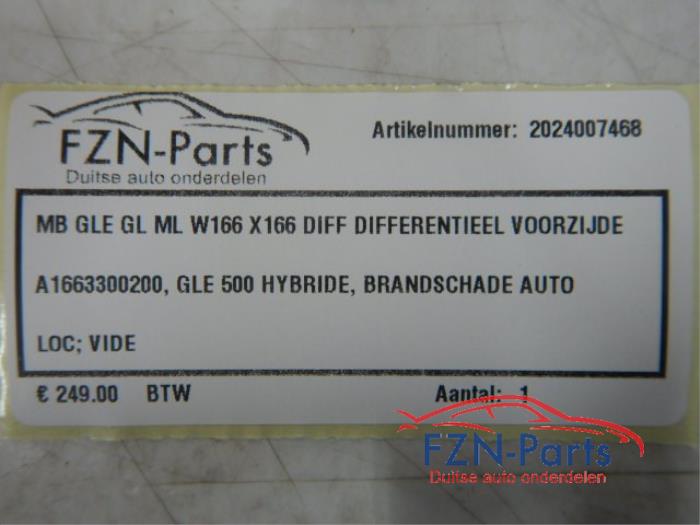 FZN-Parts
Duitse auto onderdelen
Artikelnummer: 2024007468
MB GLE GL ML W166 X166 DIFF DIFFERENTIEEL VOORZIJDE
A1663300200, GLE 500 HYBRIDE, BRANDSCHADE AUTO
LOC; VIDE
€ 249.00 BTW Aantal: 1
FZN-Parts
Duitse auto onderdelen